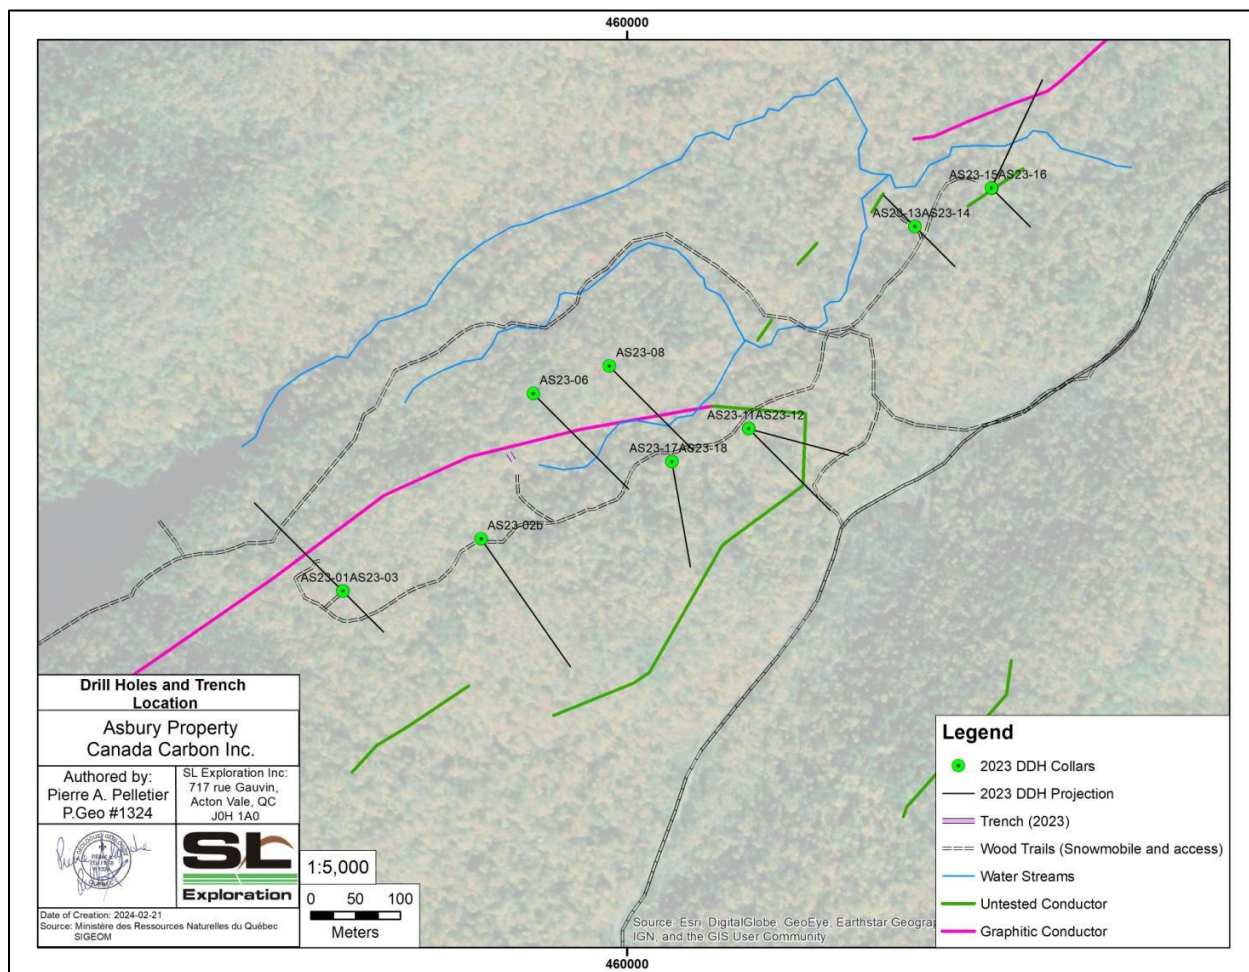 460000
AS23-15AS23-16
AS23-13AS23-14
AS23-08
AS23-06
AS23-11AS23-12
AS23-17AS23-18
AS23-02b
AS23-01AS23-03
Drill Holes and Trench
Location
Asbury Property
Canada Carbon Inc.
Authored by:
Pierre A. Pelletier
P.Geo #1324
SL Exploration Inc:
717 rue Gauvin,
Acton Vale, QC
J0H 1A0
SL
Exploration
Date of Creation: 2024-02-21
Source: Ministère des Ressources Naturelles du Québec
SIGEOM
1:5,000
0 50 100
Meters
Source: Esri, DigitalGlobe, GeoEye, Earthstar Geograp
IGN, and the GIS User Community
Legend
2023 DDH Collars
2023 DDH Projection
Trench (2023)
Wood Trails (Snowmobile and access)
Water Streams
Untested Conductor
Graphitic Conductor
460000